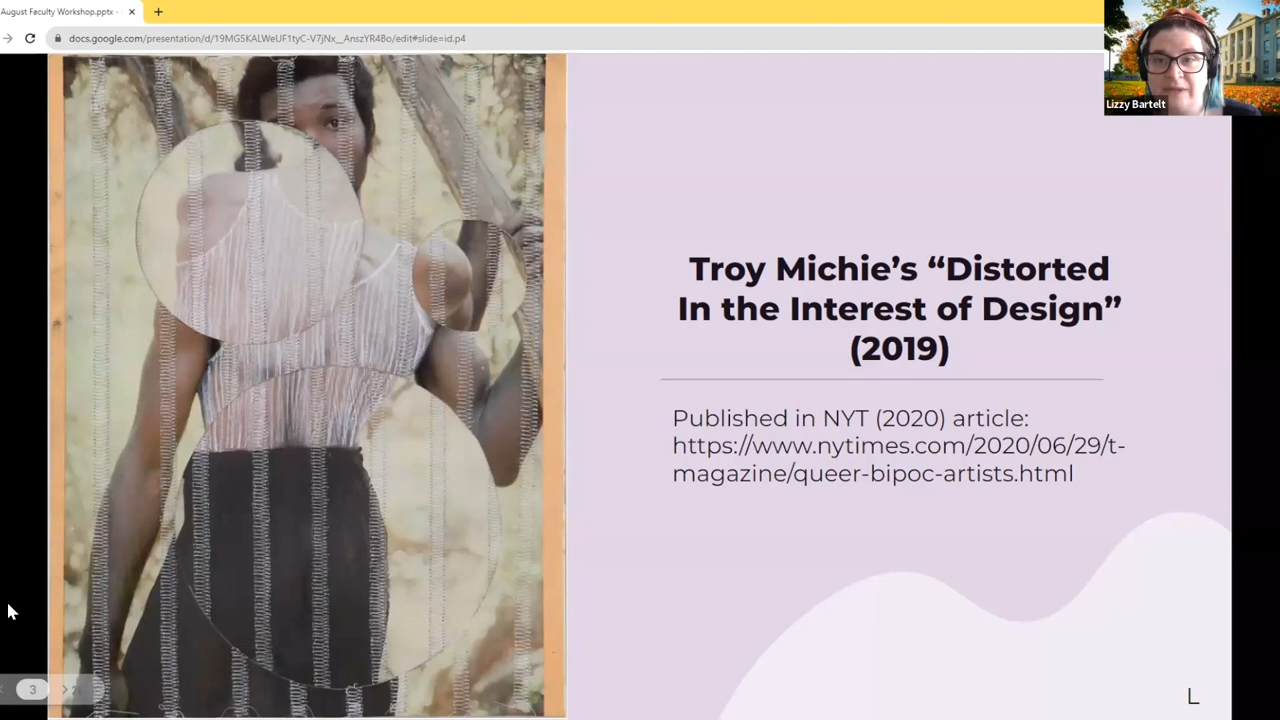 August Faculty Workshop.pptx -
docs.google.com/presentation/d/19MG5KALWeUF1tyC-V7jNx__AnszYR4Bo/edit#slide=id.p4
Lizzy Bartelt
Troy Michie’s “Distorted
In the Interest of Design”
(2019)
Published in NYT (2020) article:
https://www.nytimes.com/2020/06/29/t-
magazine/queer-bipoc-artists.html
3
L